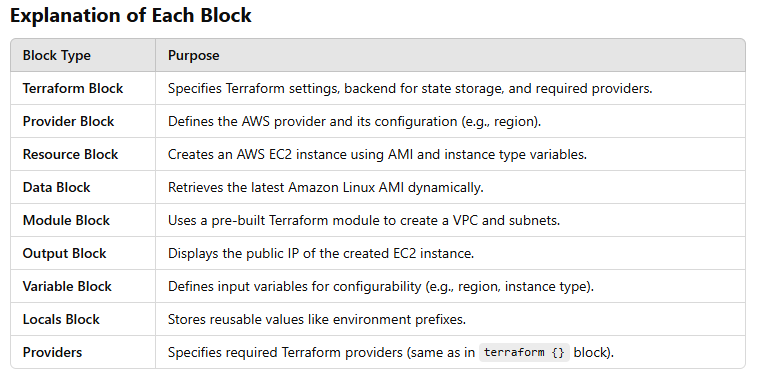 Explanation of Each Block
Block Type Purpose
Terraform Block Specifies Terraform settings, backend for state storage, and required providers.
Provider Block Defines the AWS provider and its configuration (e.g., region).
Resource Block Creates an AWS EC2 instance using AMI and instance type variables.
Data Block Retrieves the latest Amazon Linux AMI dynamically.
Module Block Uses a pre-built Terraform module to create a VPC and subnets.
Output Block Displays the public IP of the created EC2 instance.
Variable Block Defines input variables for configurability (e.g., region, instance type).
Locals Block Stores reusable values like environment prefixes.
Providers Specifies required Terraform providers (same as in terraform {} block).